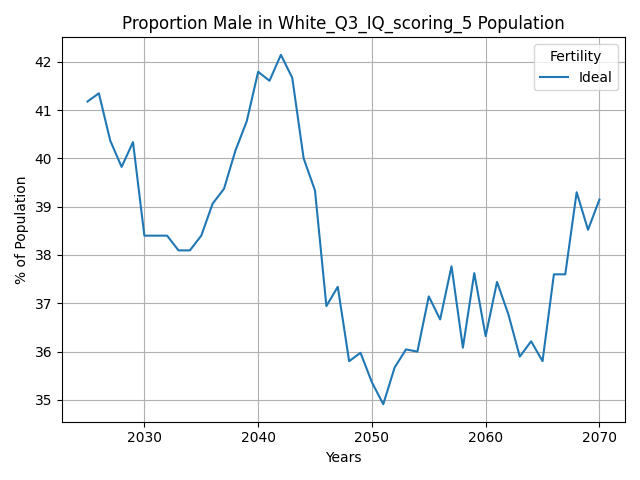 Proportion Male in White_Q3_IQ_scoring_5 Population
Fertility
Ideal
% of Population
42
41
40
39
38
37
36
35
2030
2040
2050
2060
2070
Years